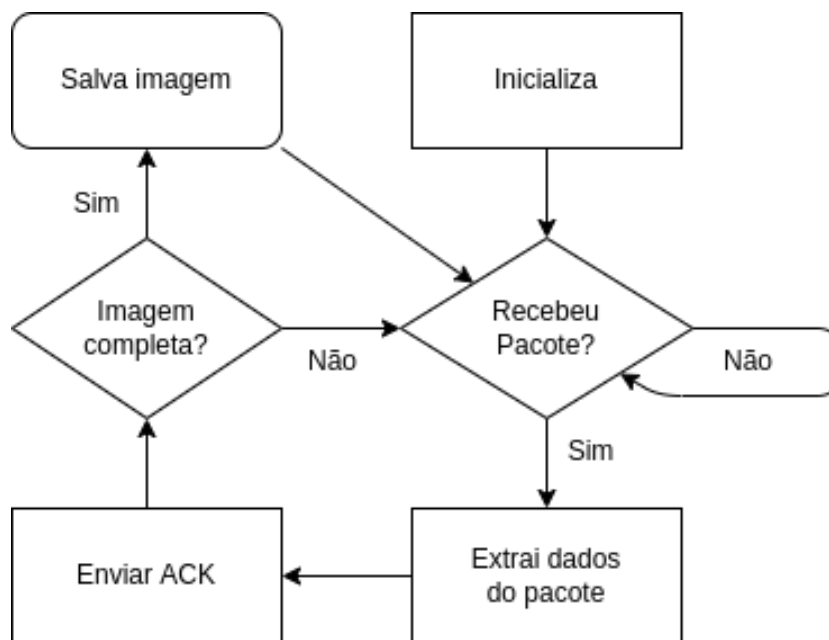 Salva imagem
Inicializa
Sim
Imagem
completa?
Não
Recebeu
Pacote?
Não
Sim
Enviar ACK
Extrai dados
do pacote